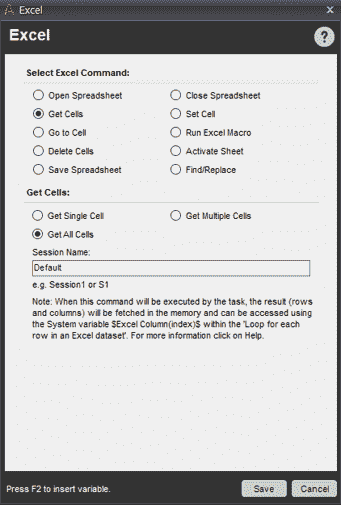 Excel
Excel
?
Select Excel Command:
Open Spreadsheet Close Spreadsheet
Get Cells Set Cell
Go to Cell Run Excel Macro
Delete Cells Activate Sheet
Save Spreadsheet Find/Replace
Get Cells:
Get Single Cell Get Multiple Cells
Get All Cells
Session Name:
Default
e.g. Session1 or S1
Note: When this command will be executed by the task, the result (rows
and columns) will be fetched in the memory and can be accessed using
the System variable $Excel Column(index)$ within the 'Loop for each
row in an Excel dataset'. For more information click on Help.
Press F2 to insert variable. Save Cancel